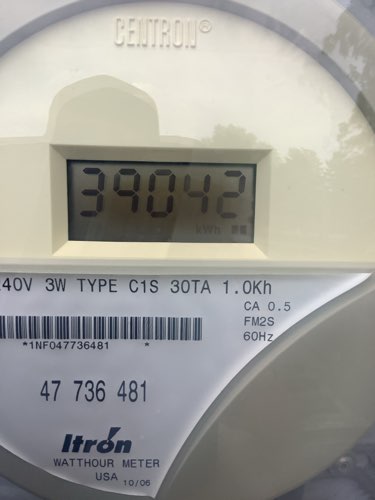 CENTRON®
39042
kWh
240V 3W TYPE C1S 30TA 1.0Kh
CA 0.5
FM2S
60Hz
*1NF047736481 *
47 736 481
Itron
WATTHOUR METER
USA 10/06